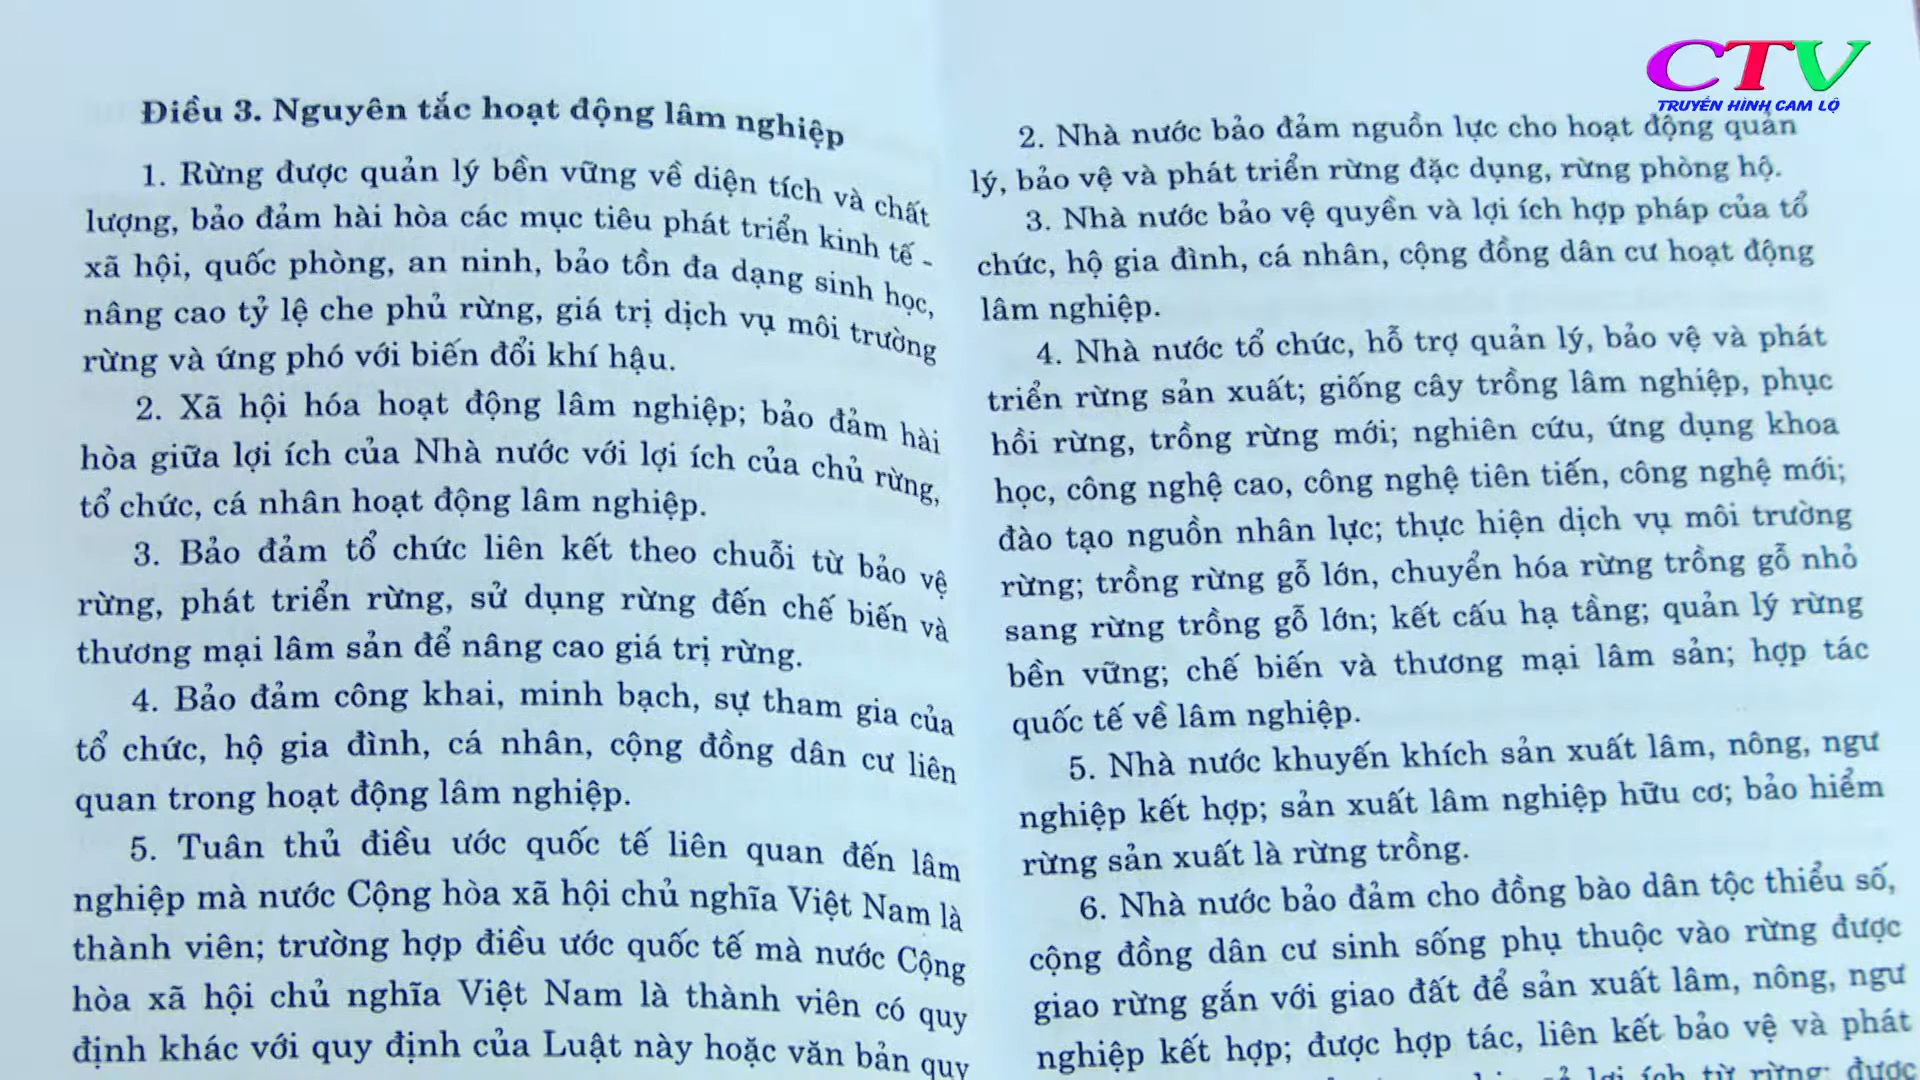 Điều 3. Nguyên tắc hoạt động lâm nghiệp
1. Rừng được quản lý bền vững về diện tích và chất
lượng, bảo đảm hài hòa các mục tiêu phát triển kinh tế -
xã hội, quốc phòng, an ninh, bảo tồn đa dạng sinh học,
nâng cao tỷ lệ che phủ rừng, giá trị dịch vụ môi trường
rừng và ứng phó với biến đổi khí hậu.
2. Xã hội hóa hoạt động lâm nghiệp; bảo đảm hài
hòa giữa lợi ích của Nhà nước với lợi ích của chủ rừng,
tổ chức, cá nhân hoạt động lâm nghiệp.
3. Bảo đảm tổ chức liên kết theo chuỗi từ bảo vệ
rừng, phát triển rừng, sử dụng rừng đến chế biến và
thương mại lâm sản để nâng cao giá trị rừng.
4. Bảo đảm công khai, minh bạch, sự tham gia của
tổ chức, hộ gia đình, cá nhân, cộng đồng dân cư liên
quan trong hoạt động lâm nghiệp.
5. Tuân thủ điều ước quốc tế liên quan đến lâm
nghiệp mà nước Cộng hòa xã hội chủ nghĩa Việt Nam là
thành viên; trường hợp điều ước quốc tế mà nước Cộng
hòa xã hội chủ nghĩa Việt Nam là thành viên có quy
định khác với quy định của Luật này hoặc văn bản quy
CTV
TRUYỀN HÌNH CAM LỘ
2. Nhà nước bảo đảm nguồn lực cho hoạt động quản
lý, bảo vệ và phát triển rừng đặc dụng, rừng phòng hộ.
3. Nhà nước bảo vệ quyền và lợi ích hợp pháp của tổ
chức, hộ gia đình, cá nhân, cộng đồng dân cư hoạt động
lâm nghiệp.
4. Nhà nước tổ chức, hỗ trợ quản lý, bảo vệ và phát
triển rừng sản xuất; giống cây trồng lâm nghiệp, phục
hồi rừng, trồng rừng mới; nghiên cứu, ứng dụng khoa
học, công nghệ cao, công nghệ tiên tiến, công nghệ mới;
đào tạo nguồn nhân lực; thực hiện dịch vụ môi trường
rừng; trồng rừng gỗ lớn, chuyển hóa rừng trồng gỗ nhỏ
sang rừng trồng gỗ lớn; kết cấu hạ tầng; quản lý rừng
bền vững; chế biến và thương mại lâm sản; hợp tác
quốc tế về lâm nghiệp.
5. Nhà nước khuyến khích sản xuất lâm, nông, ngư
nghiệp kết hợp; sản xuất lâm nghiệp hữu cơ; bảo hiểm
rừng sản xuất là rừng trồng.
6. Nhà nước bảo đảm cho đồng bào dân tộc thiểu số,
cộng đồng dân cư sinh sống phụ thuộc vào rừng được
giao rừng gắn với giao đất để sản xuất lâm, nông, ngư
nghiệp kết hợp; được hợp tác, liên kết bảo vệ và phát
lợi ích từ rừng; được